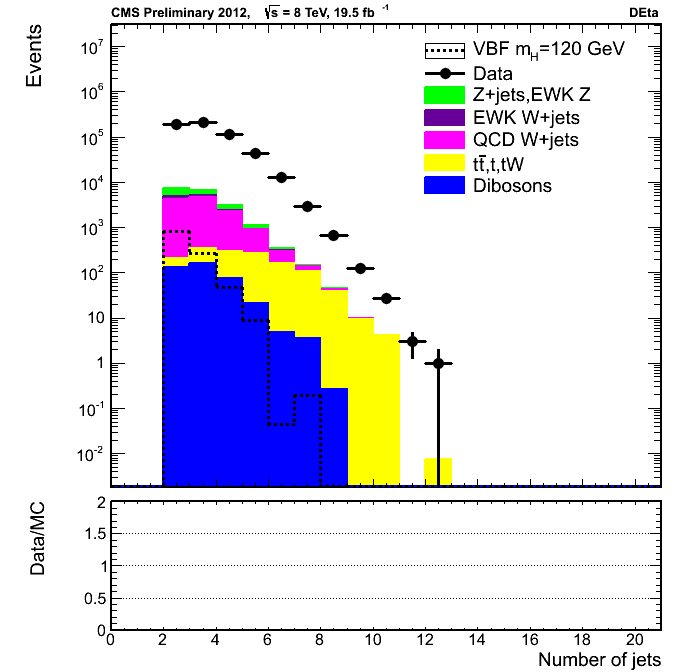 CMS Preliminary 2012, √s = 8 TeV, 19.5 fb⁻¹ DEta
Events
10⁷
10⁶
10⁵
10⁴
10³
10²
10
1
10⁻¹
10⁻²
VBF m_H=120 GeV
Data
Z+jets,EWK Z
EWK W+jets
QCD W+jets
tt̄,t,tW
Dibosons
Data/MC
2
1.5
1
0.5
0
0 2 4 6 8 10 12 14 16 18 20
Number of jets